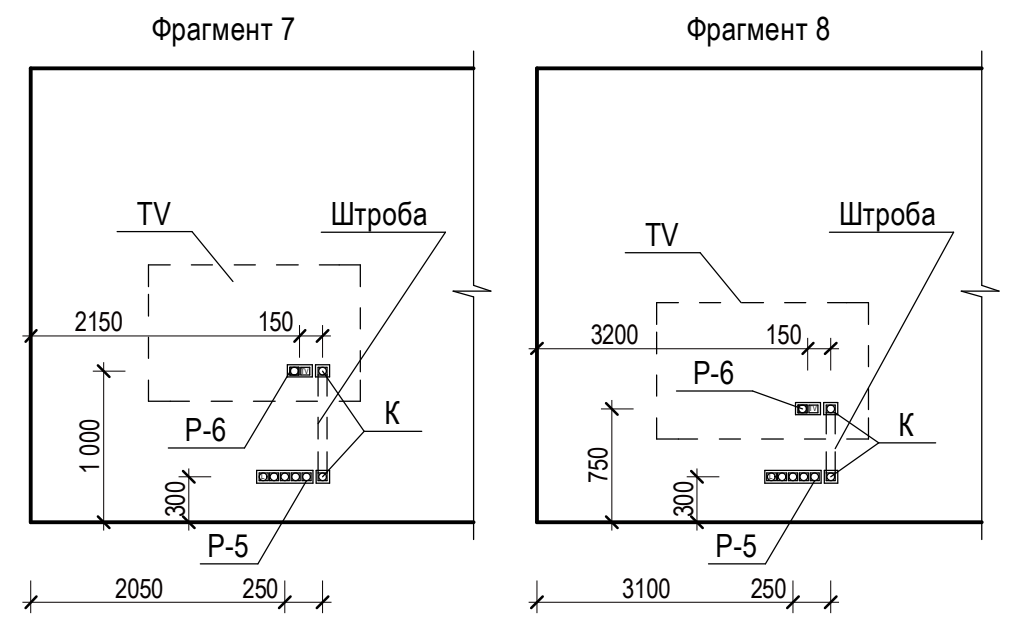 Фрагмент 7
TV
Штроба
2150
150
Р-6
К
1 000
300
Р-5
2050
250
Фрагмент 8
TV
Штроба
3200
150
Р-6
К
750
300
Р-5
3100
250